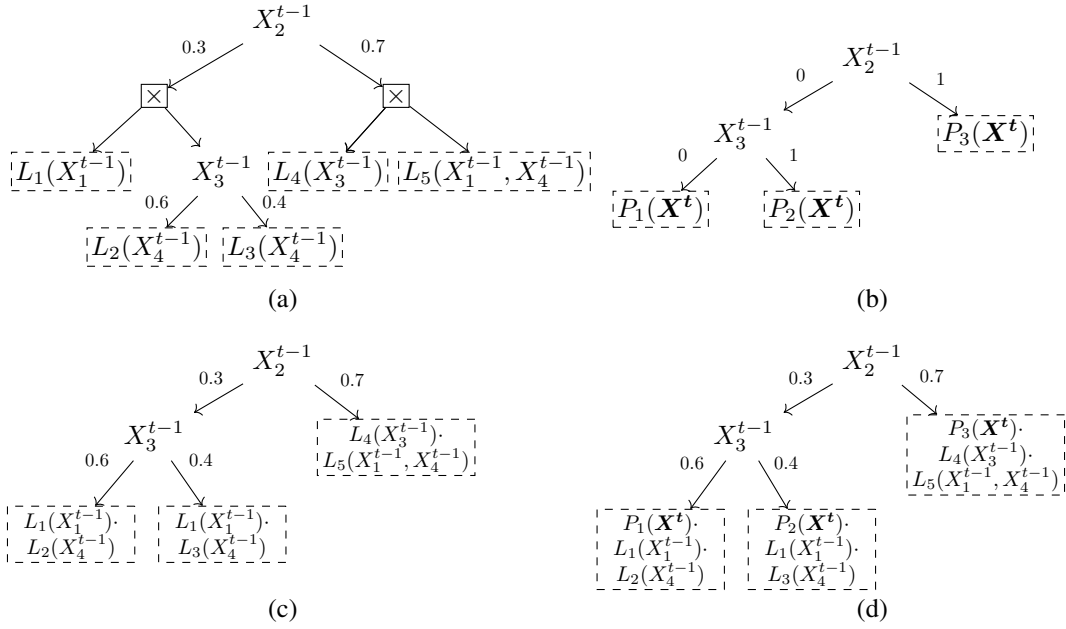 X_2^{t-1}
0.3 0.7
× ×
L_1(X_1^{t-1}) X_3^{t-1} L_4(X_3^{t-1}) L_5(X_1^{t-1}, X_4^{t-1})
0.6 0.4
L_2(X_4^{t-1}) L_3(X_4^{t-1})
(a)
X_2^{t-1}
0 1
X_3^{t-1} P_3(X^t)
0 1
P_1(X^t) P_2(X^t)
(b)
X_2^{t-1}
0.3 0.7
X_3^{t-1}
L_4(X_3^{t-1})·
L_5(X_1^{t-1}, X_4^{t-1})
0.6 0.4
L_1(X_1^{t-1})·
L_2(X_4^{t-1})
L_1(X_1^{t-1})·
L_3(X_4^{t-1})
(c)
X_2^{t-1}
0.3 0.7
X_3^{t-1}
P_3(X^t)·
L_4(X_3^{t-1})·
L_5(X_1^{t-1}, X_4^{t-1})
0.6 0.4
P_1(X^t)·
L_1(X_1^{t-1})·
L_2(X_4^{t-1})
P_2(X^t)·
L_1(X_1^{t-1})·
L_3(X_4^{t-1})
(d)